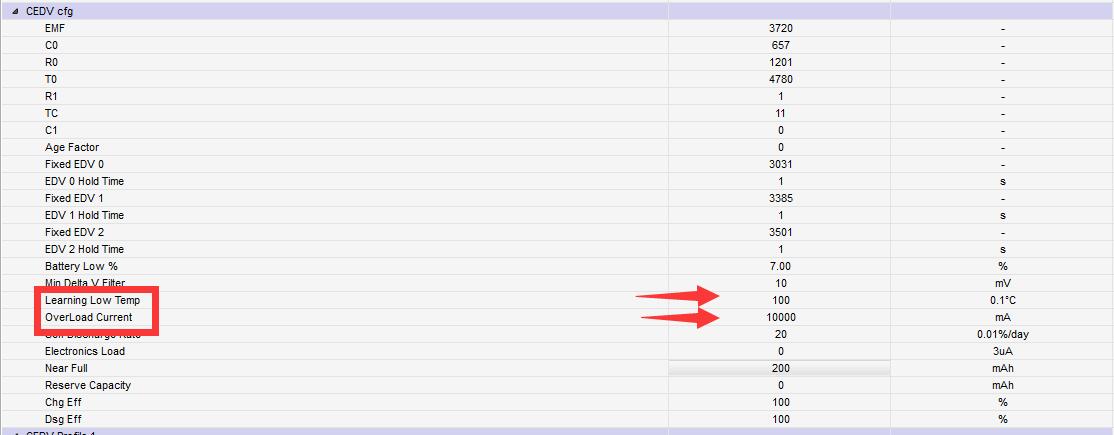 CEDV cfg
EMF 3720 -
C0 657 -
R0 1201 -
T0 4780 -
R1 1 -
TC 11 -
C1 0 -
Age Factor 0 -
Fixed EDV 0 3031 -
EDV 0 Hold Time 1 s
Fixed EDV 1 3385 -
EDV 1 Hold Time 1 s
Fixed EDV 2 3501 -
EDV 2 Hold Time 1 s
Battery Low % 7.00 %
Min Delta V Filter 10 mV
Learning Low Temp 100 0.1°C
OverLoad Current 10000 mA
Self Discharge Rate 20 0.01%/day
Electronics Load 0 3uA
Near Full 200 mAh
Reserve Capacity 0 mAh
Chg Eff 100 %
Dsg Eff 100 %
CEDV Profile 1